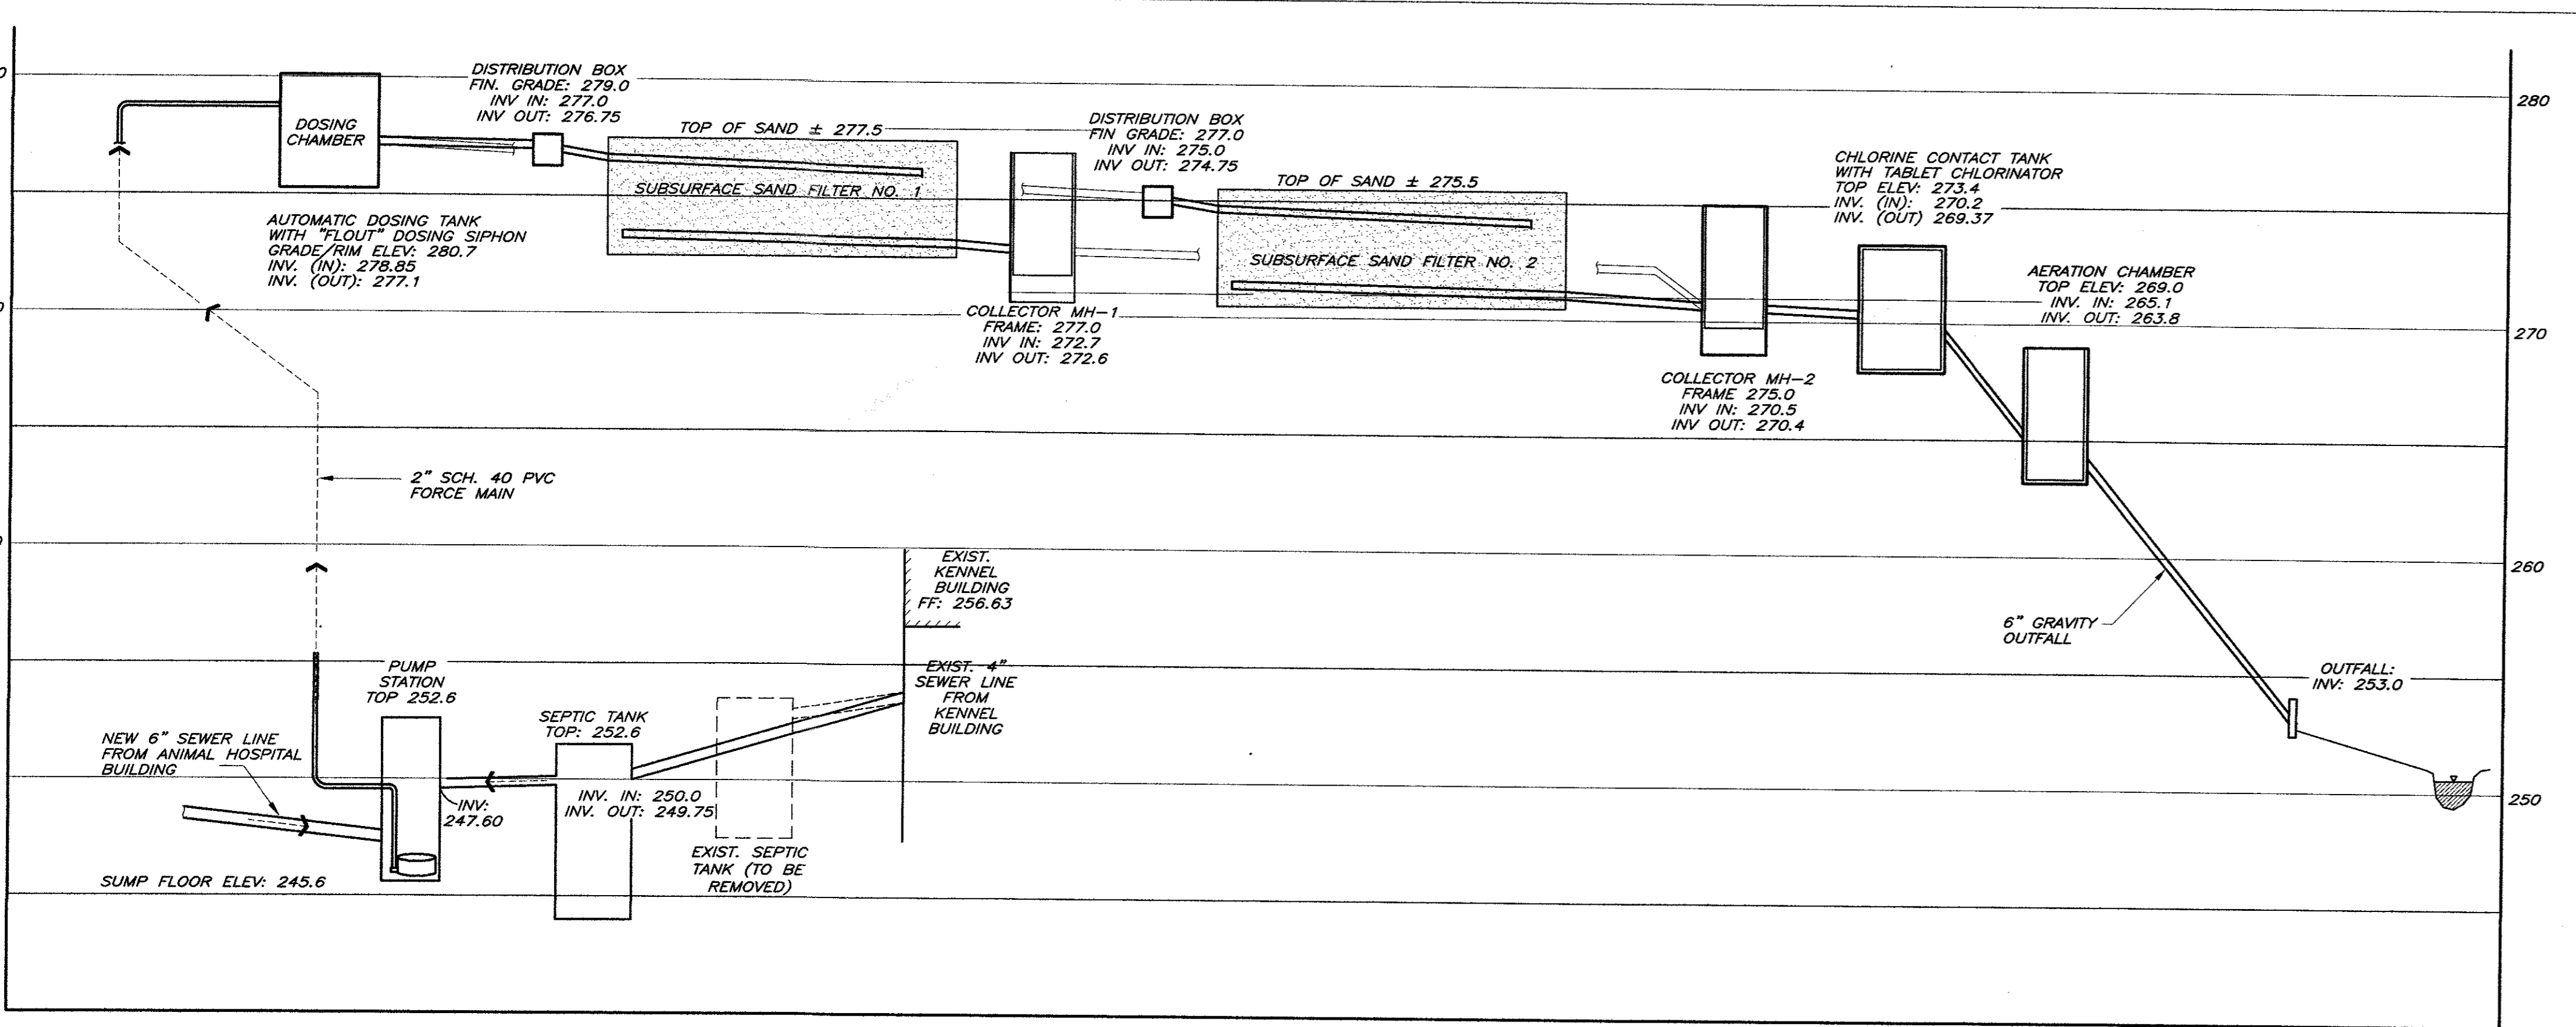 DISTRIBUTION BOX
FIN. GRADE: 279.0
INV IN: 277.0
INV OUT: 276.75
DOSING
CHAMBER
TOP OF SAND ± 277.5
SUBSURFACE SAND FILTER NO. 1
AUTOMATIC DOSING TANK
WITH "FLOUT" DOSING SIPHON
GRADE/RIM ELEV: 280.7
INV. (IN): 278.85
INV. (OUT): 277.1
DISTRIBUTION BOX
FIN GRADE: 277.0
INV IN: 275.0
INV OUT: 274.75
TOP OF SAND ± 275.5
SUBSURFACE SAND FILTER NO. 2
COLLECTOR MH-1
FRAME: 277.0
INV IN: 272.7
INV OUT: 272.6
CHLORINE CONTACT TANK
WITH TABLET CHLORINATOR
TOP ELEV: 273.4
INV. (IN): 270.2
INV. (OUT) 269.37
AERATION CHAMBER
TOP ELEV: 269.0
INV. IN: 265.1
INV. OUT: 263.8
COLLECTOR MH-2
FRAME 275.0
INV IN: 270.5
INV OUT: 270.4
280
270
260
250
0
0
2" SCH. 40 PVC
FORCE MAIN
EXIST.
KENNEL
BUILDING
FF: 256.63
6" GRAVITY
OUTFALL
OUTFALL:
INV: 253.0
PUMP
STATION
TOP 252.6
SEPTIC TANK
TOP: 252.6
EXIST. 4"
SEWER LINE
FROM
KENNEL
BUILDING
NEW 6" SEWER LINE
FROM ANIMAL HOSPITAL
BUILDING
INV:
247.60
INV. IN: 250.0
INV. OUT: 249.75
EXIST. SEPTIC
TANK (TO BE
REMOVED)
SUMP FLOOR ELEV: 245.6